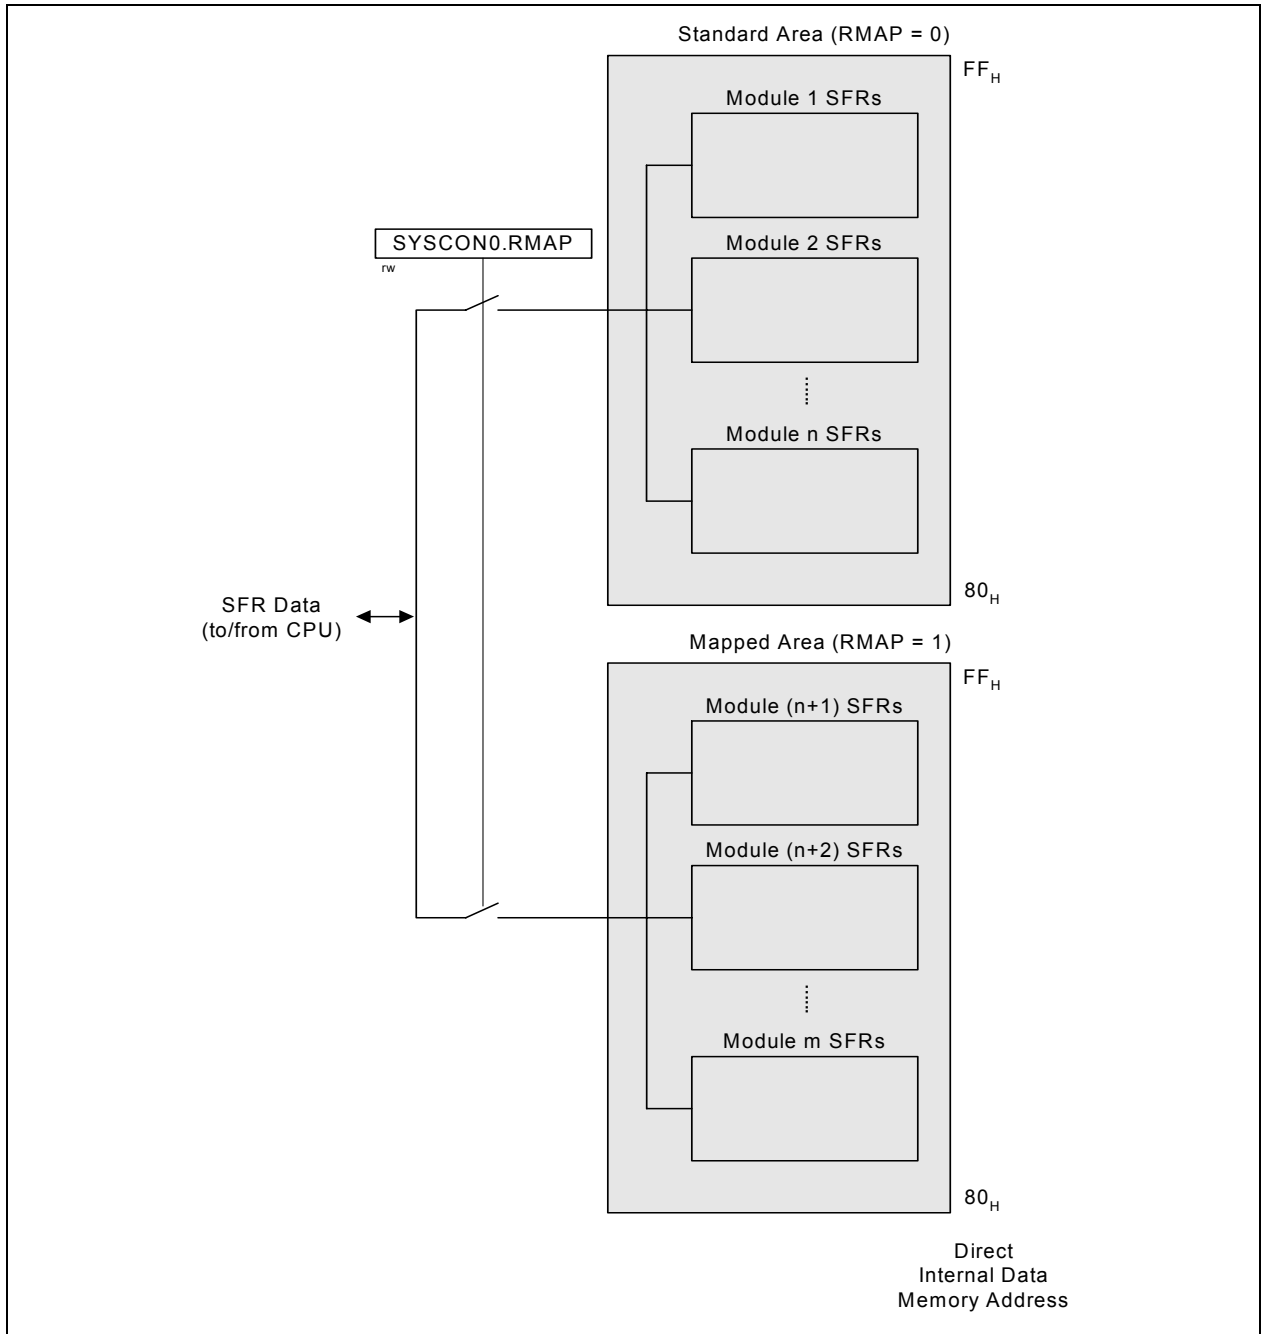 Standard Area (RMAP = 0)
FFH
Module 1 SFRs
SYSCON0.RMAP
rw
Module 2 SFRs
Module n SFRs
80H
SFR Data
(to/from CPU)
Mapped Area (RMAP = 1)
FFH
Module (n+1) SFRs
Module (n+2) SFRs
Module m SFRs
80H
Direct
Internal Data
Memory Address